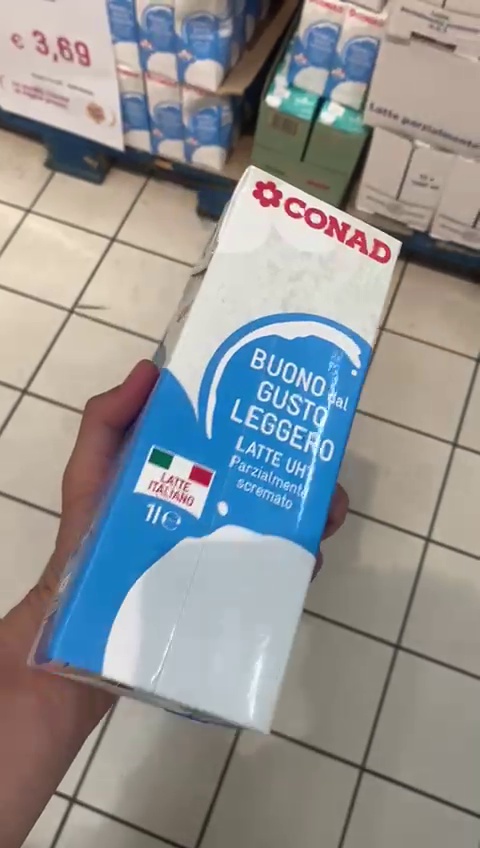 € 3,69
CONAD
Latte parzialmente
BUONO dal
GUSTO
LEGGERO
LATTE UHT
Parzialmente
scremato
LATTE
ITALIANO
1l e